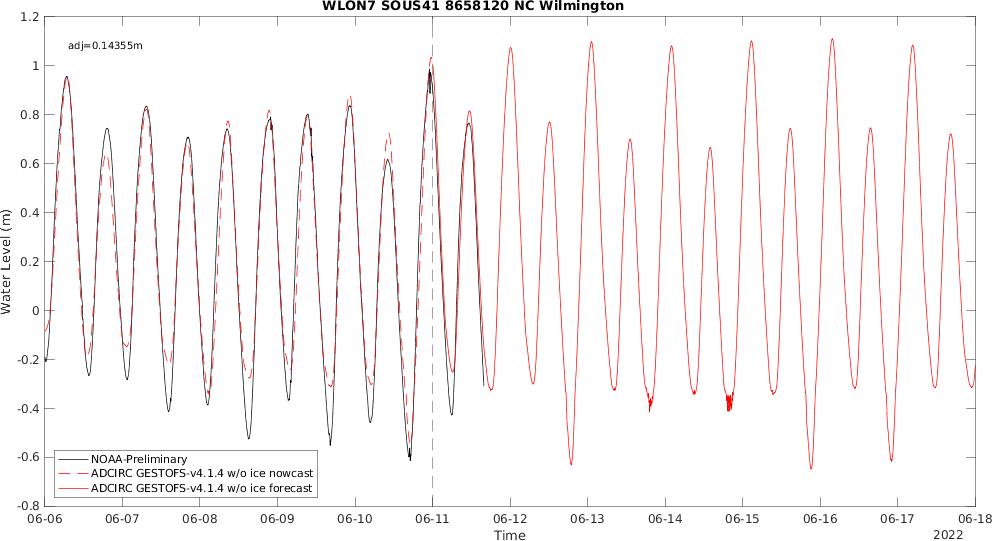 WLON7 SOUS41 8658120 NC Wilmington
adj=0.14355m
1.2
1
0.8
0.6
0.4
0.2
0
-0.2
-0.4
-0.6
-0.8
Water Level (m)
NOAA-Preliminary
ADCIRC GESTOFS-v4.1.4 w/o ice nowcast
ADCIRC GESTOFS-v4.1.4 w/o ice forecast
06-06 06-07 06-08 06-09 06-10 06-11 06-12 06-13 06-14 06-15 06-16 06-17 06-18
Time
2022